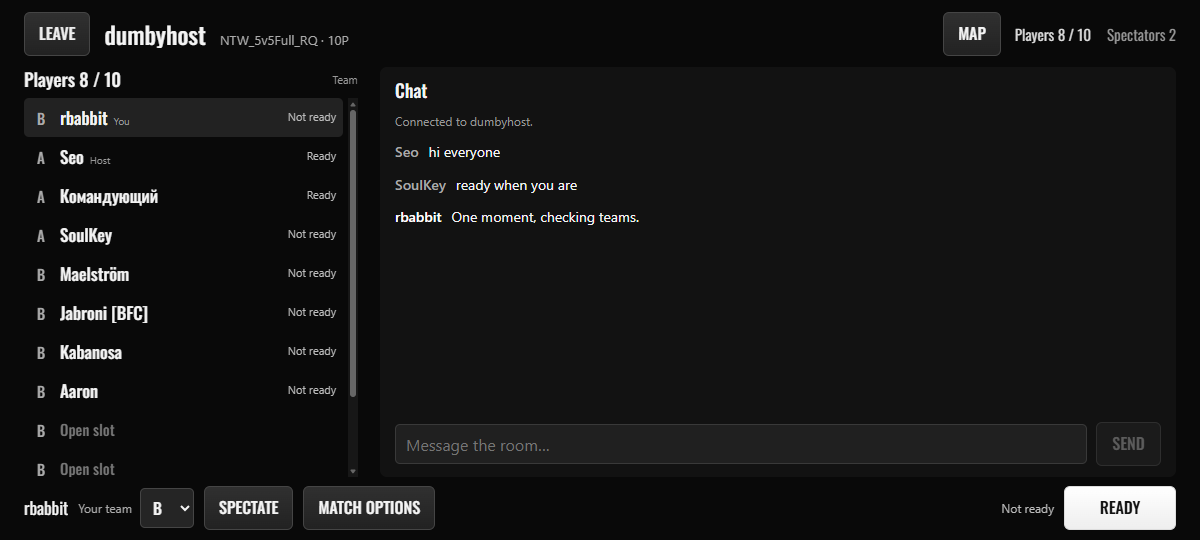 LEAVE dumbyhost NTW_5v5Full_RQ · 10P MAP Players 8 / 10 Spectators 2
Players 8 / 10 Team
B rbabbit You Not ready
A Seo Host Ready
A Командующий Ready
A SoulKey Not ready
B Maelström Not ready
B Jabroni [BFC] Not ready
B Kabanosa Not ready
B Aaron Not ready
B Open slot
B Open slot
Chat
Connected to dumbyhost.
Seo hi everyone
SoulKey ready when you are
rbabbit One moment, checking teams.
Message the room... SEND
rbabbit Your team B SPECTATE MATCH OPTIONS Not ready READY